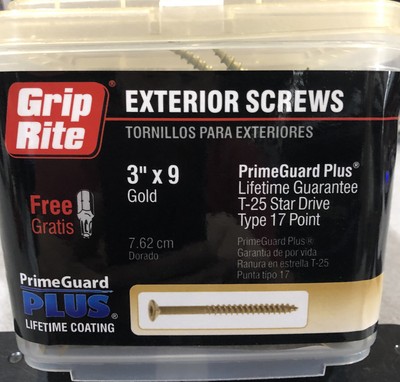 Grip
Rite
EXTERIOR SCREWS
TORNILLOS PARA EXTERIORES
3" x 9
Gold
7.62 cm
Dorado
PrimeGuard Plus®
Lifetime Guarantee
T-25 Star Drive
Type 17 Point
PrimeGuard Plus®
Garantía de por vida
Ranura en estrella T-25
Punta tipo 17
Free
Gratis
PrimeGuard
PLUS®
LIFETIME COATING